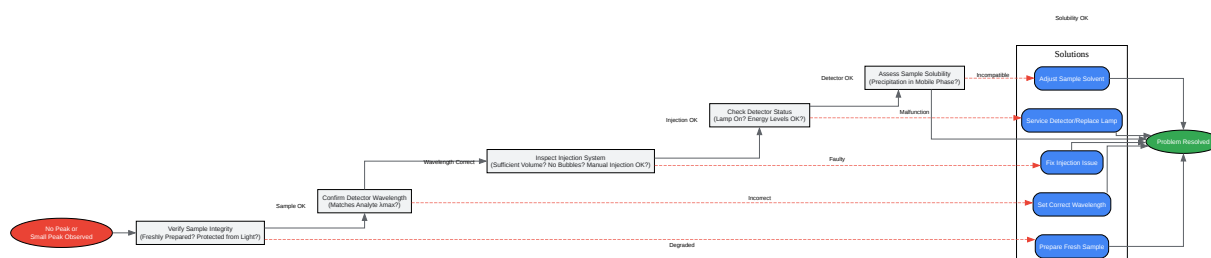 Solubility OK
Solutions
Assess Sample Solubility
(Precipitation in Mobile Phase?)
Detector OK
Incompatible
Adjust Sample Solvent
Check Detector Status
(Lamp On? Energy Levels OK?)
Injection OK
Malfunction
Service Detector/Replace Lamp
Problem Resolved
Inspect Injection System
(Sufficient Volume? No Bubbles? Manual Injection OK?)
Wavelength Correct
Faulty
Fix Injection Issue
Confirm Detector Wavelength
(Matches Analyte λmax?)
Sample OK
Incorrect
Set Correct Wavelength
No Peak or
Small Peak Observed
Verify Sample Integrity
(Freshly Prepared? Protected from Light?)
Degraded
Prepare Fresh Sample